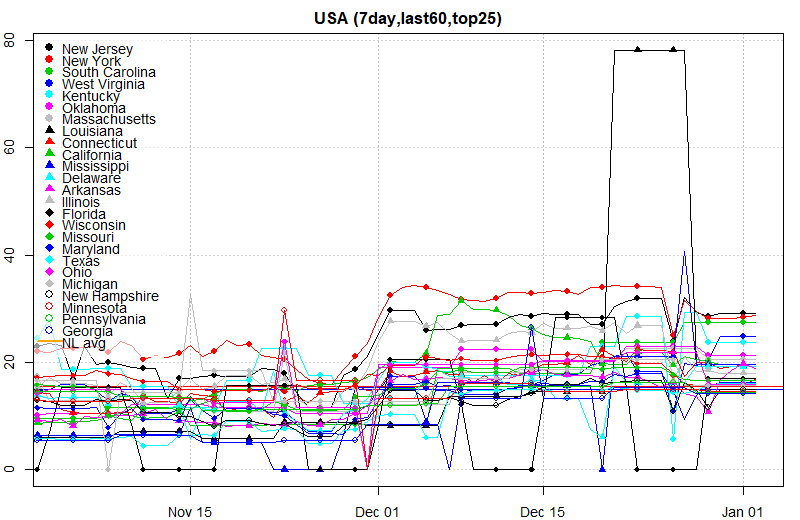 USA (7day,last60,top25)
80
60
40
20
0
New Jersey
New York
South Carolina
West Virginia
Kentucky
Oklahoma
Massachusetts
Louisiana
Connecticut
California
Mississippi
Delaware
Arkansas
Illinois
Florida
Wisconsin
Missouri
Maryland
Texas
Ohio
Michigan
New Hampshire
Minnesota
Pennsylvania
Georgia
NL avg
Nov 15
Dec 01
Dec 15
Jan 01